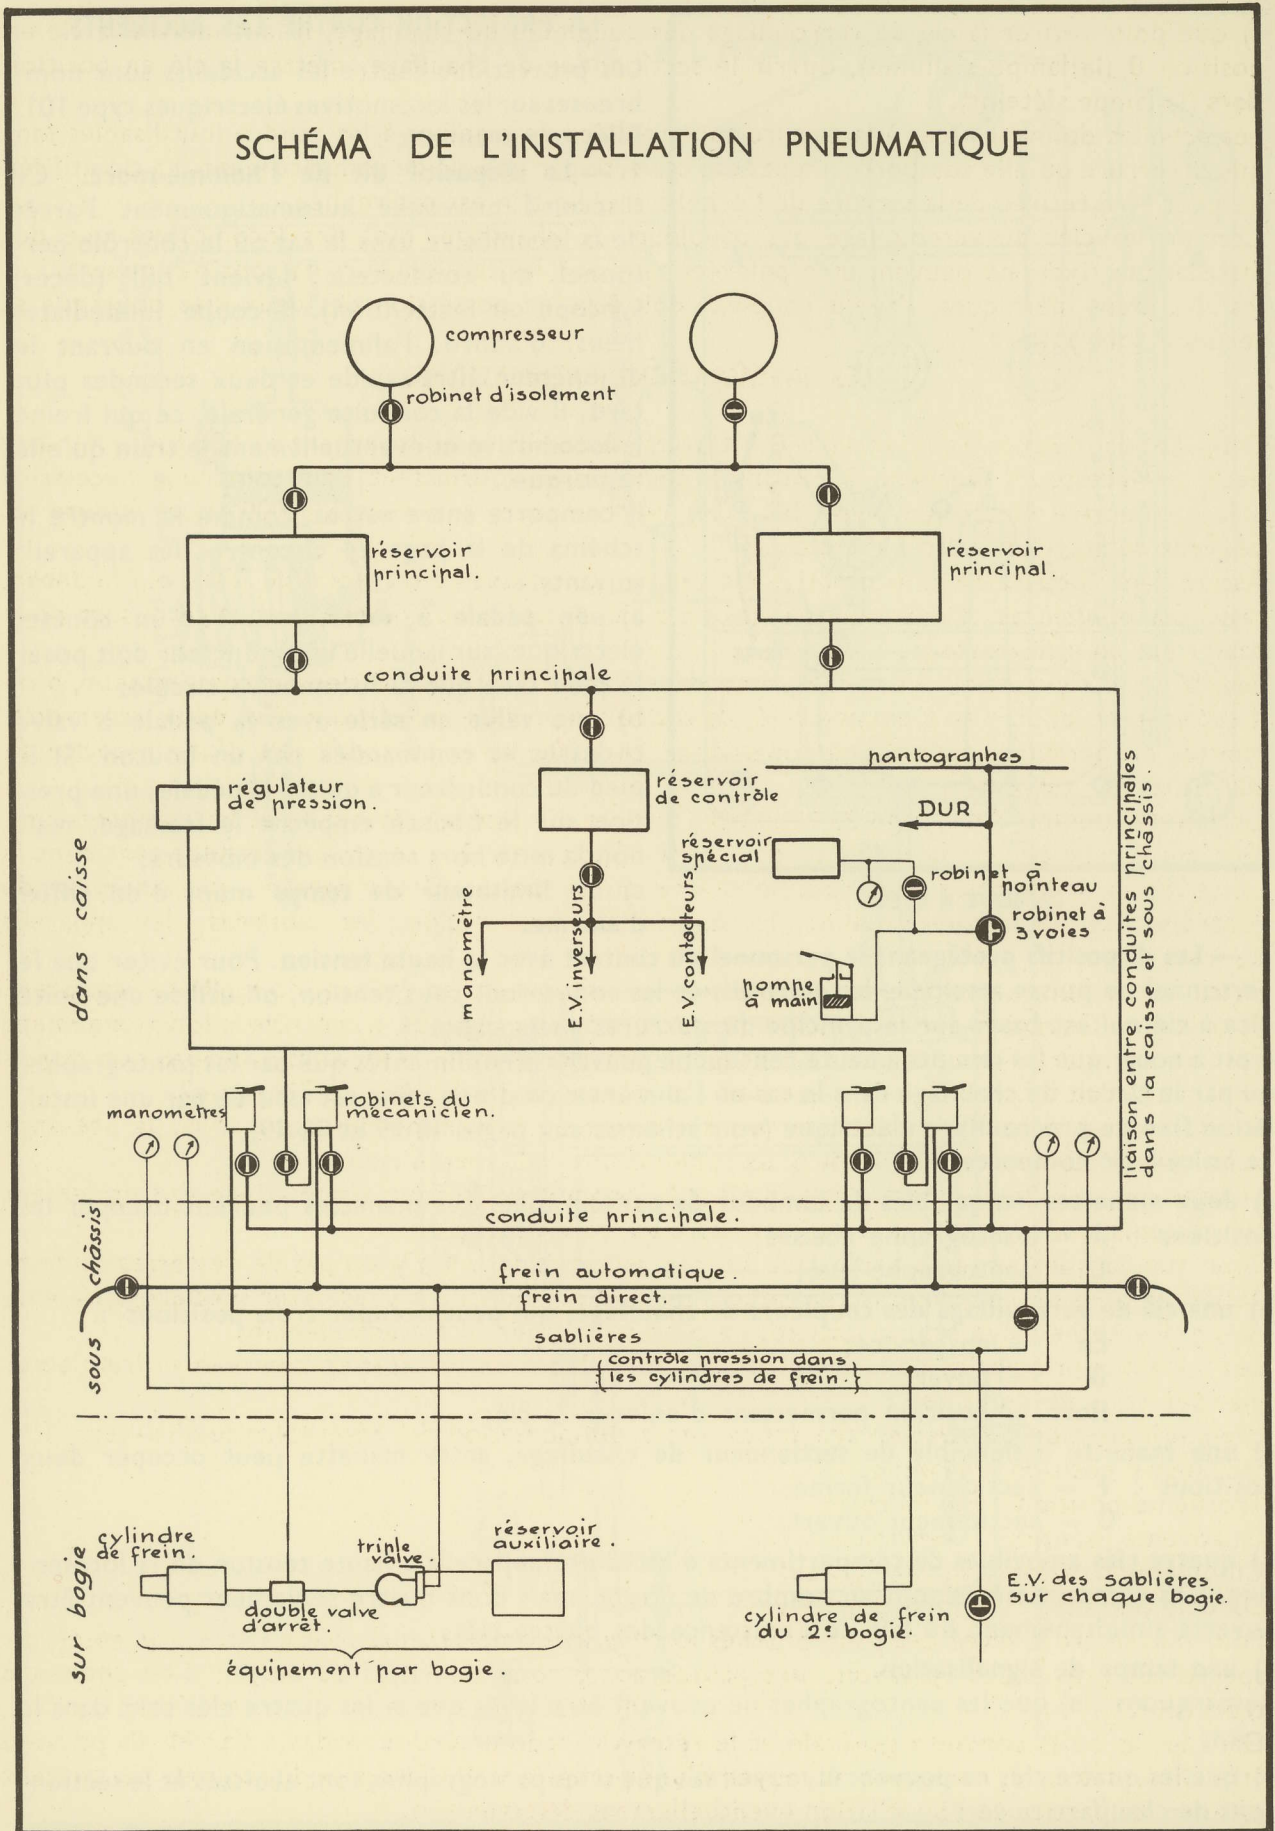 SCHÉMA DE L'INSTALLATION PNEUMATIQUE
compresseur
robinet d'isolement
réservoir
principal.
réservoir
principal.
conduite principale
régulateur
de pression.
réservoir
de contrôle
pantographes
DUR
réservoir
spécial
robinet à
pointeau
robinet à
3 voies
pompe
à main
manomètre
E.V. inverseurs
E.V. contacteurs
liaison entre conduites principales
dans la caisse et sous châssis.
dans caisse
manomètres
robinets du
mécanicien.
conduite principale.
frein automatique.
frein direct.
sablières
contrôle pression dans
les cylindres de frein.
sous châssis
cylindre
de frein.
double valve
d'arrêt.
triple
valve.
réservoir
auxiliaire.
équipement par bogie.
cylindre de frein
du 2e bogie.
E.V. des sablières
sur chaque bogie.
sur bogie